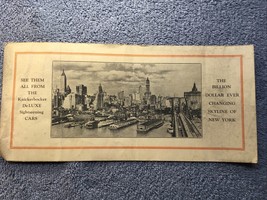 SEE THEM
ALL FROM
THE
Knickerbocker
DeLUXE
Sightseeing
CARS
THE
BILLION
DOLLAR EVER
CHANGING
SKYLINE OF
NEW YORK